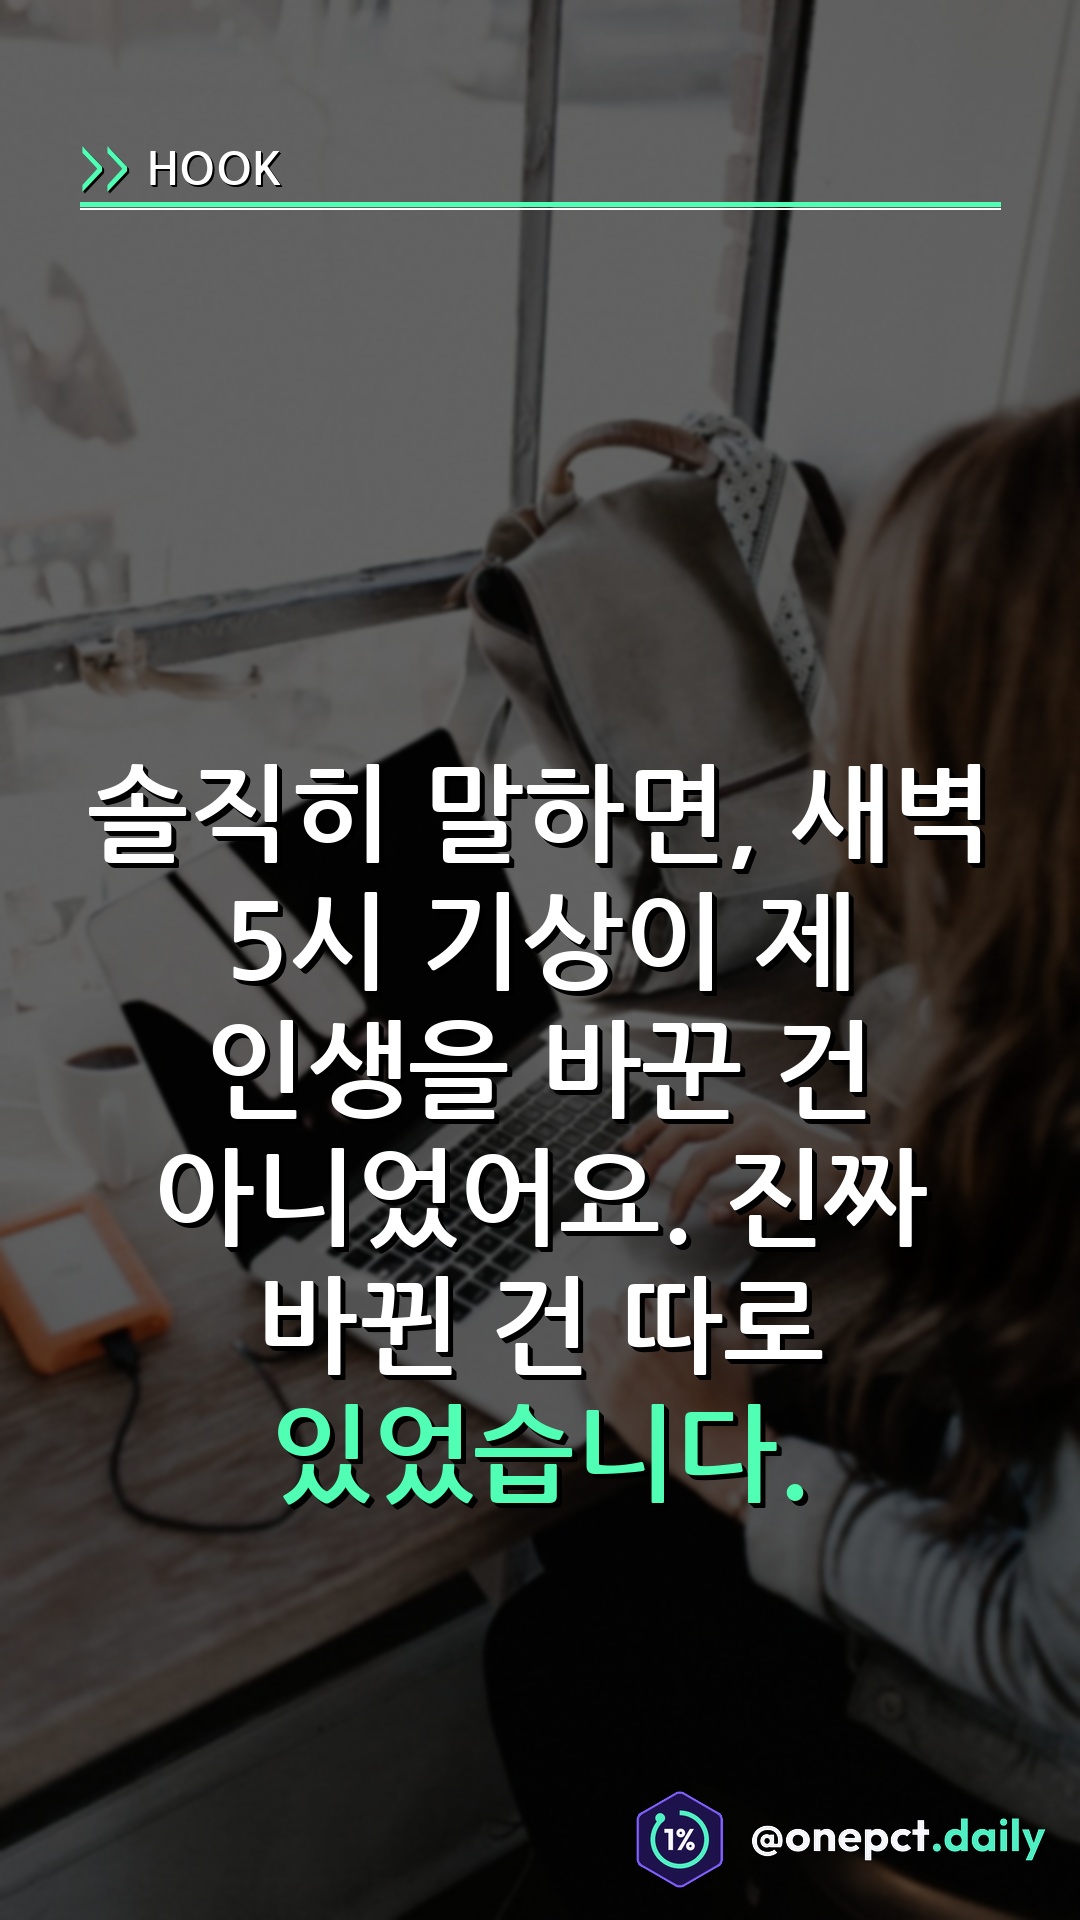 >> HOOK
솔직히 말하면, 새벽
5시 기상이 제
인생을 바꾼 건
아니었어요. 진짜
바뀐 건 따로
있었습니다.
1% @onepct.daily